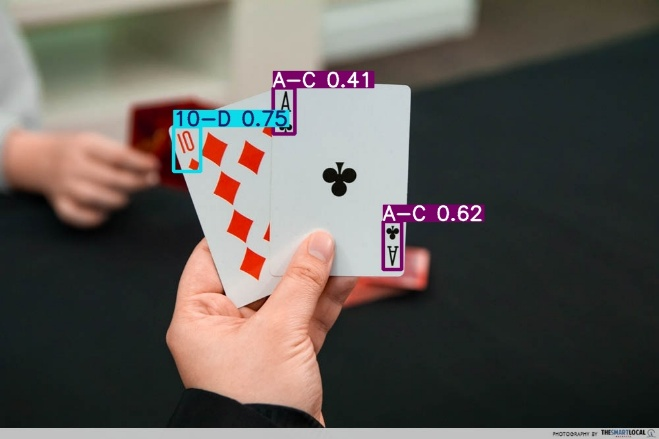 A-C 0.41
A
10-D 0.75
10
A-C 0.62
A
PHOTOGRAPHY BY THESMARTLOCAL